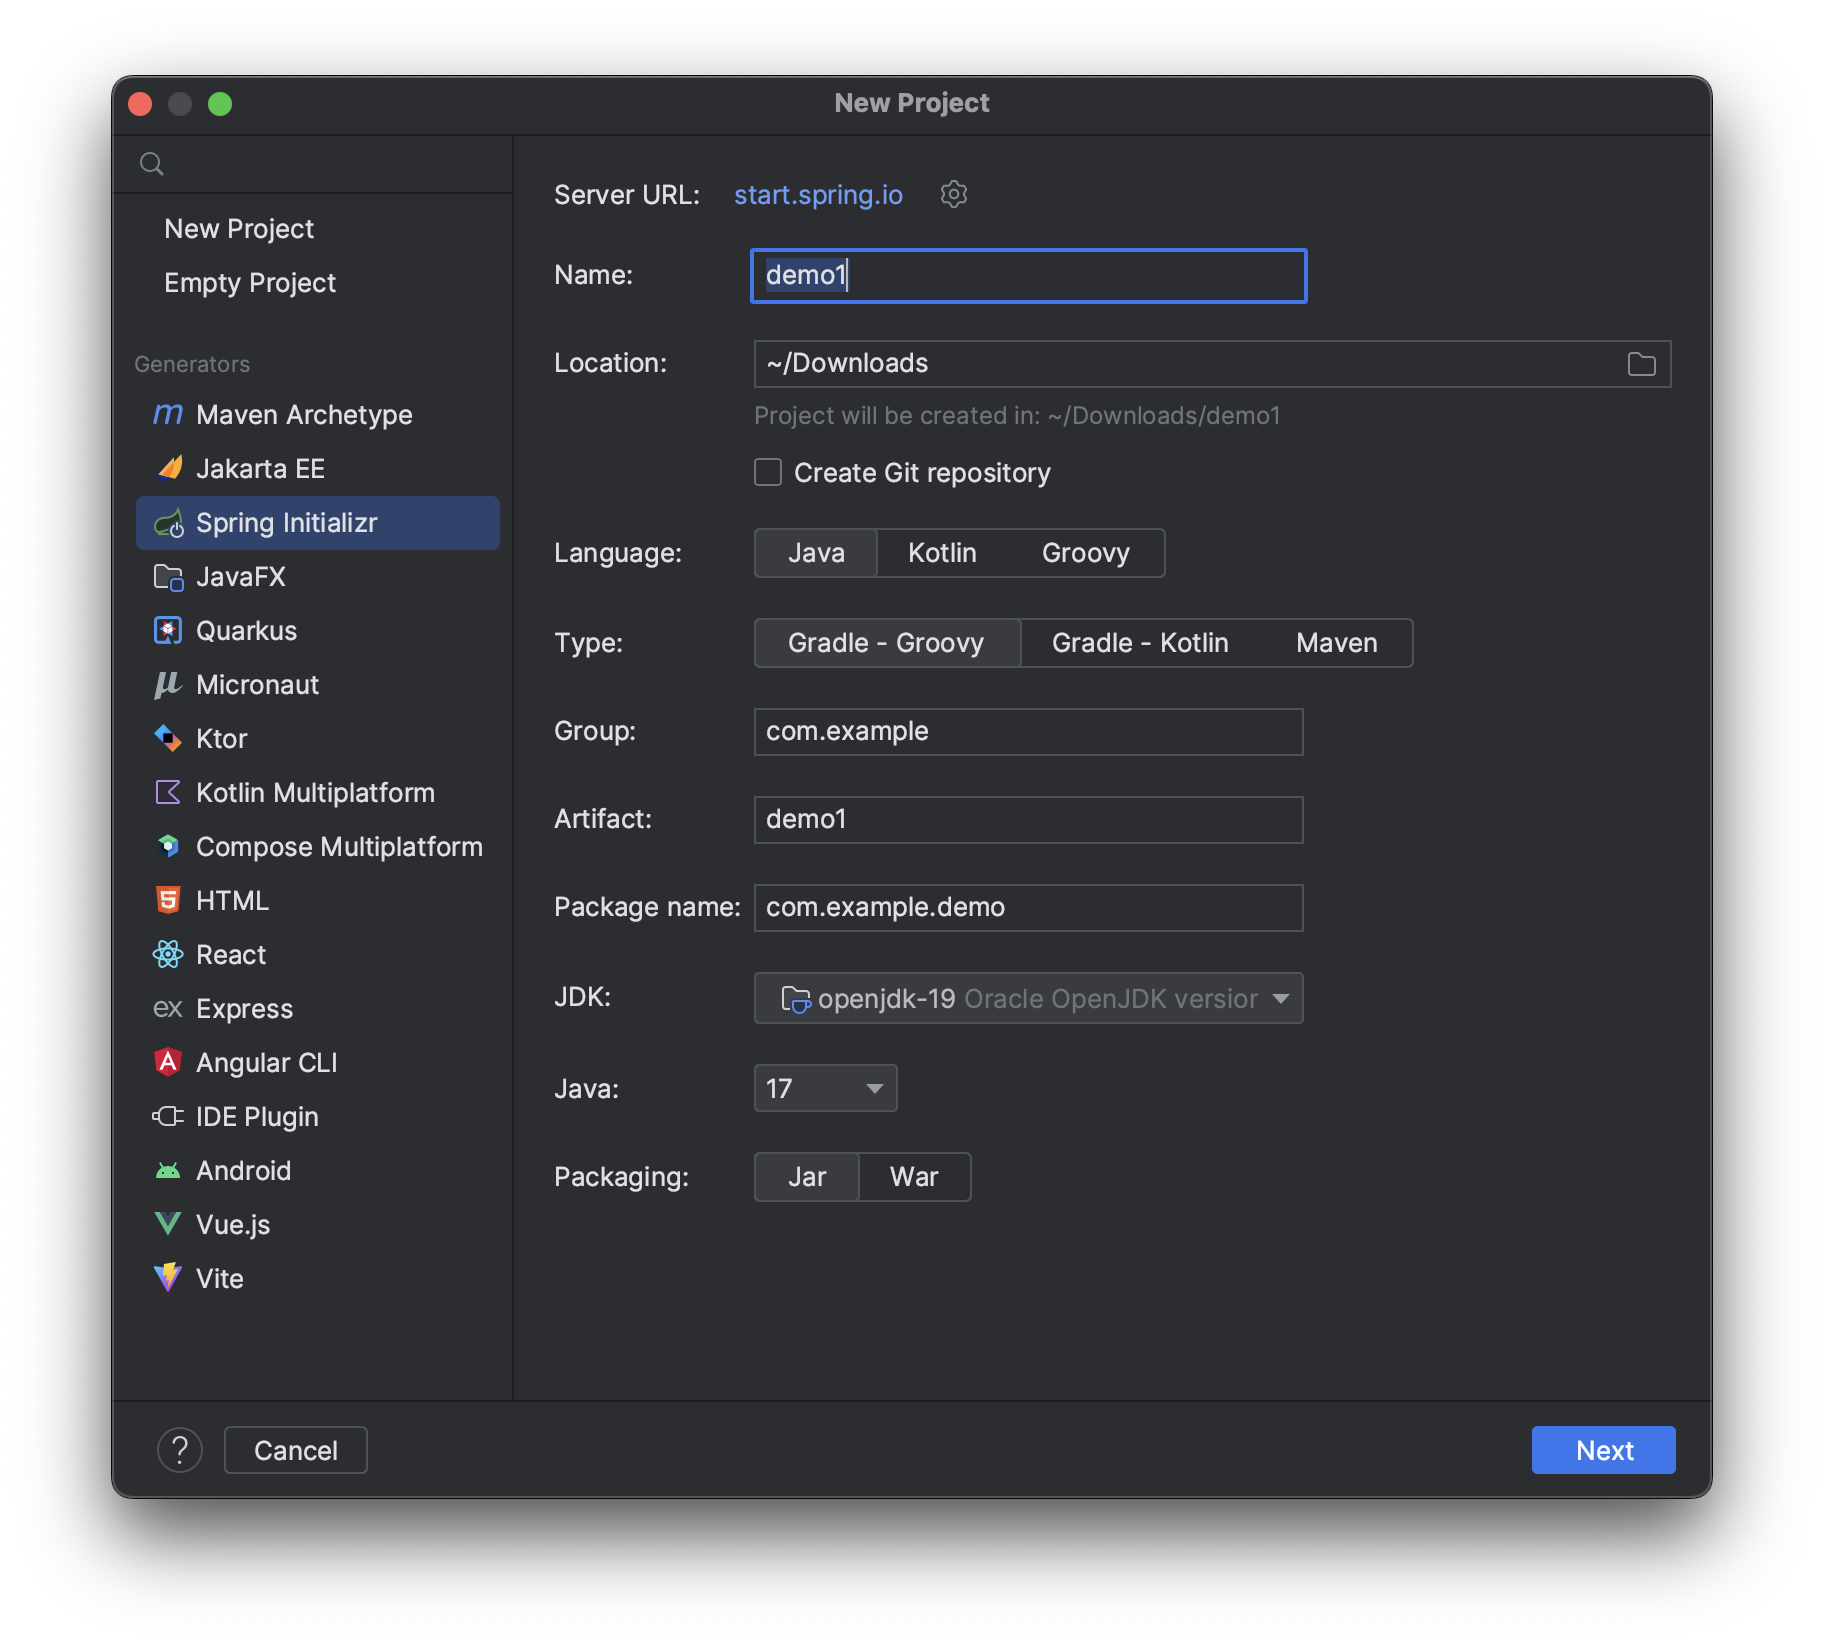 New Project
New Project
Empty Project
Generators
Maven Archetype
Jakarta EE
Spring Initializr
JavaFX
Quarkus
Micronaut
Ktor
Kotlin Multiplatform
Compose Multiplatform
HTML
React
ex Express
Angular CLI
IDE Plugin
Android
Vue.js
Vite
Server URL: start.spring.io
Name: demo1
Location: ~/Downloads
Project will be created in: ~/Downloads/demo1
Create Git repository
Language: Java Kotlin Groovy
Type: Gradle - Groovy Gradle - Kotlin Maven
Group: com.example
Artifact: demo1
Package name: com.example.demo
JDK: openjdk-19 Oracle OpenJDK versior
Java: 17
Packaging: Jar War
? Cancel Next